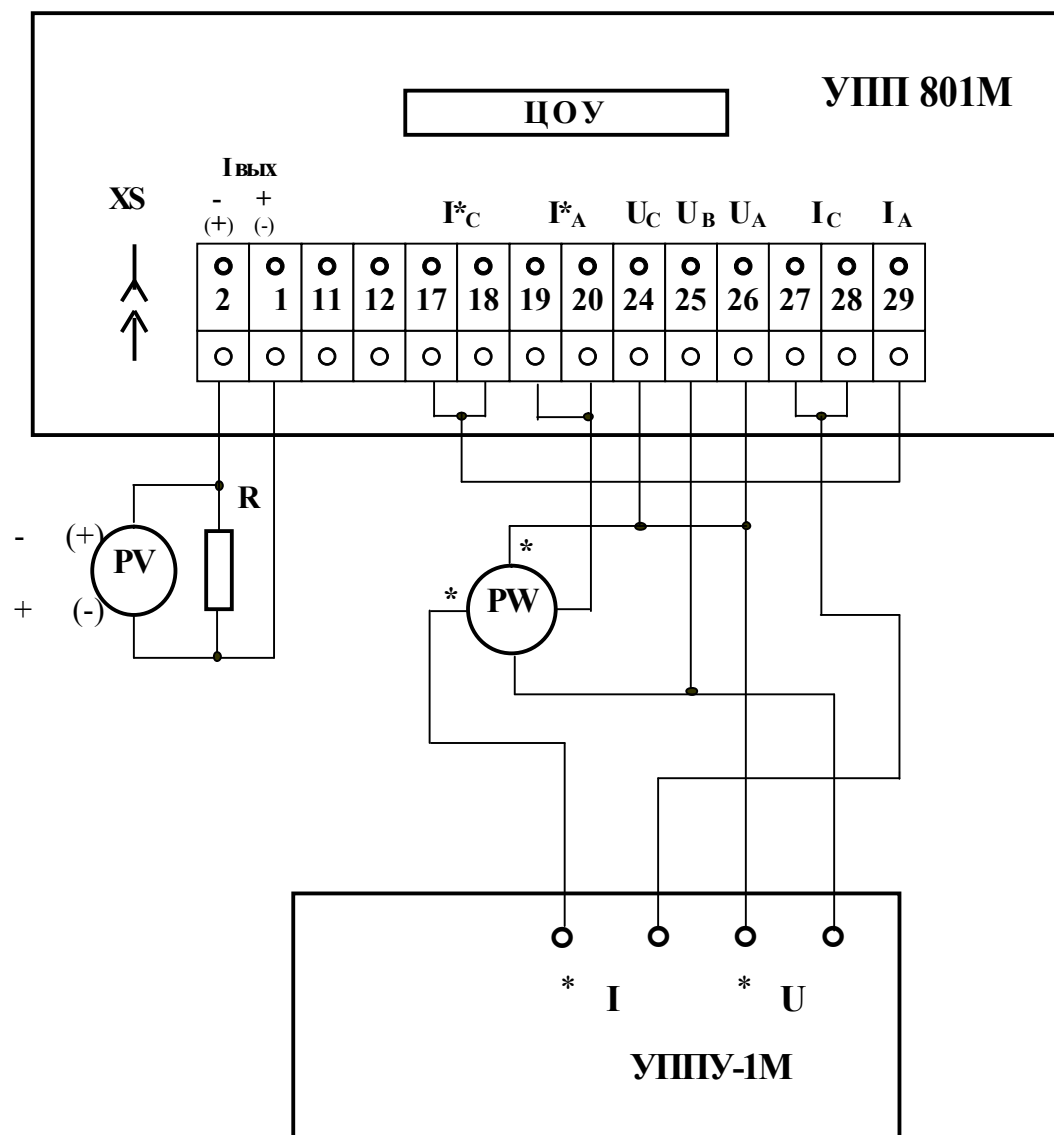 УПП 801М
ЦОУ
I вых
XS
- +
(+) (-)
I*C I*A UC UB UA IC IA
2 1 11 12 17 18 19 20 24 25 26 27 28 29
R
- (+)
PV
+ (-)
*
* PW
* I * U
УППУ-1М